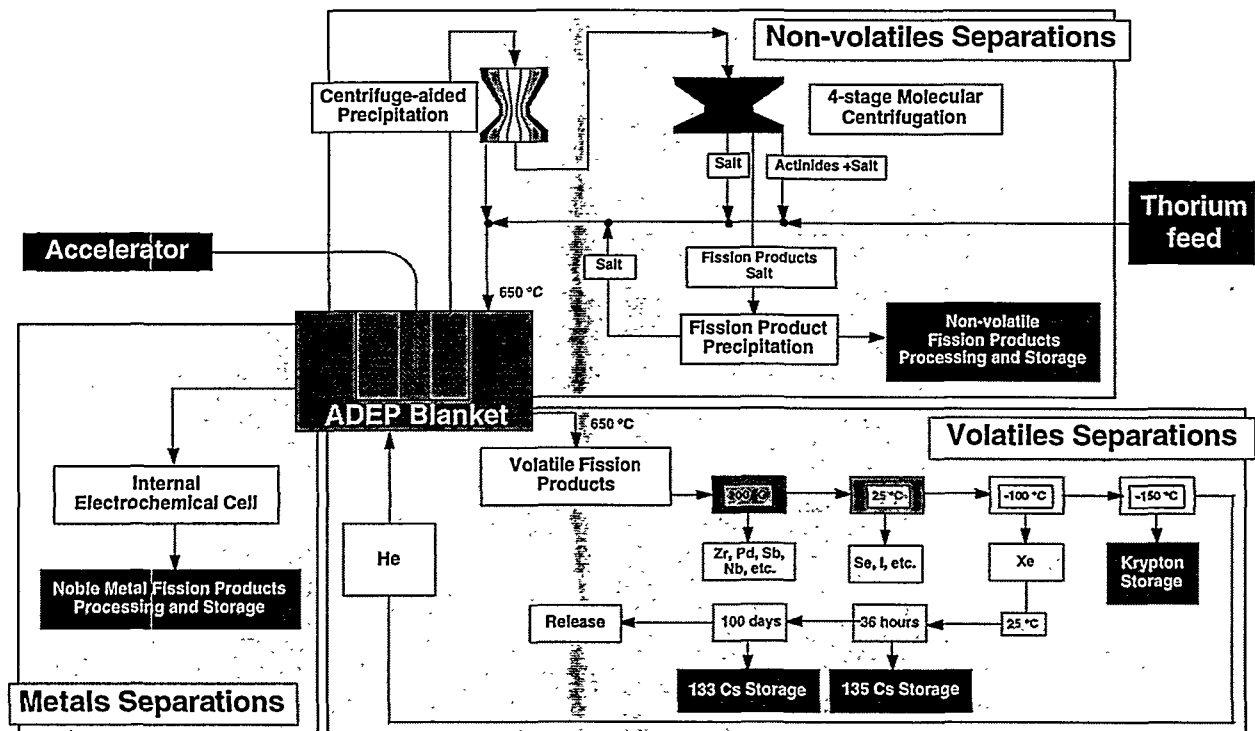 Non-volatiles Separations
Centrifuge-aided
Precipitation
4-stage Molecular
Centrifugation
Salt
Actinides +Salt
Thorium
feed
Accelerator
Salt
Fission Products
Salt
650 °C
Fission Product
Precipitation
Non-volatile
Fission Products
Processing and Storage
ADEP Blanket
650 °C
Volatiles Separations
Volatile Fission
Products
25 °C
-100 °C
-150 °C
Internal
Electrochemical Cell
He
Zr, Pd, Sb,
Nb, etc.
Se, I, etc.
Xe
Krypton
Storage
Noble Metal Fission Products
Processing and Storage
Release
100 days
36 hours
25 °C
133 Cs Storage
135 Cs Storage
Metals Separations